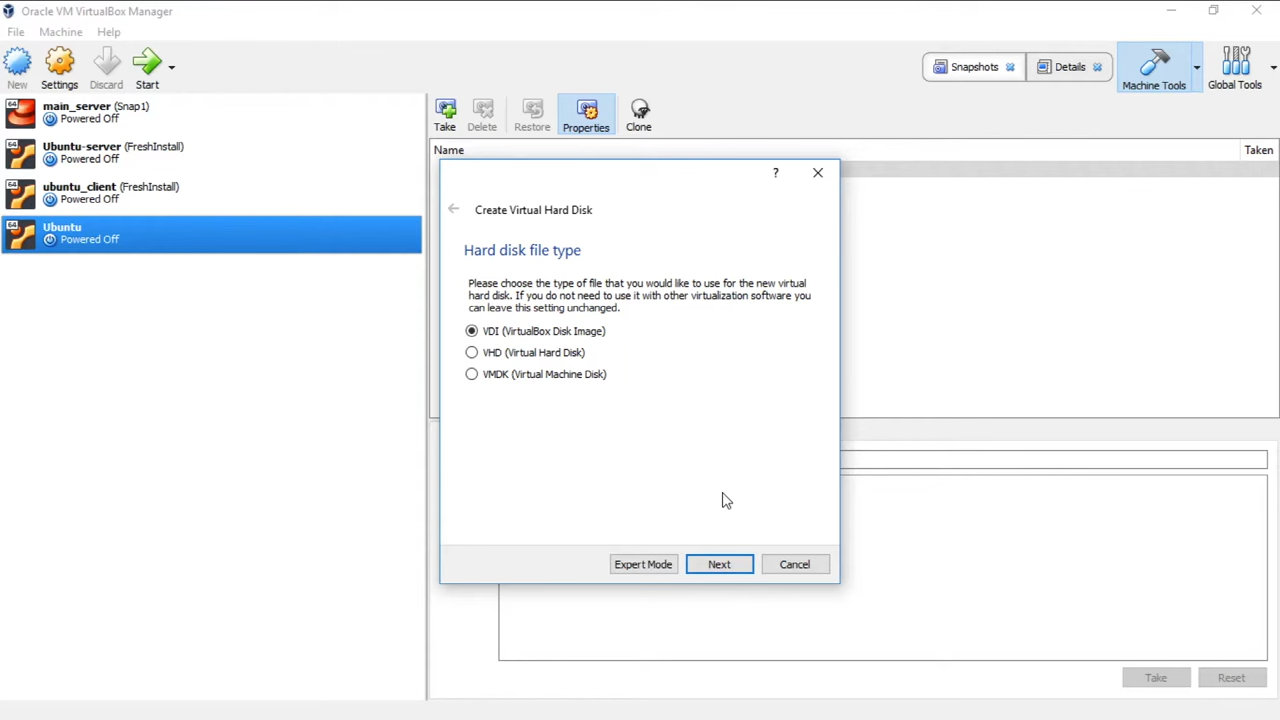 Oracle VM VirtualBox Manager
File Machine Help
New Settings Discard Start
Snapshots Details
Machine Tools Global Tools
64 main_server (Snap1)
Powered Off
64 Ubuntu-server (FreshInstall)
Powered Off
64 ubuntu_client (FreshInstall)
Powered Off
64 Ubuntu
Powered Off
Take Delete Restore Properties Clone
Name Taken
?
Create Virtual Hard Disk
Hard disk file type
Please choose the type of file that you would like to use for the new virtual
hard disk. If you do not need to use it with other virtualization software you
can leave this setting unchanged.
VDI (VirtualBox Disk Image)
VHD (Virtual Hard Disk)
VMDK (Virtual Machine Disk)
Expert Mode Next Cancel
Take Reset